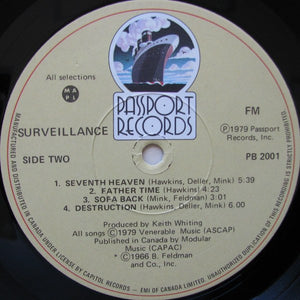 All selections
M A
P L
PASSPORT
RECORDS
FM
SURVEILLANCE
℗1979 Passport
Records, Inc.
SIDE TWO
PB 2001
1. SEVENTH HEAVEN (Hawkins, Deller, Mink) 5:39
2. FATHER TIME (Hawkins) 4:23
3. SOFA BACK (Mink, Feldman) 3:01
4. DESTRUCTION (Hawkins, Deller, Mink) 6.00
Produced by Keith Whiting
All songs ©1979 Venerable Music (ASCAP)
Published in Canada by Modular
Music (CAPAC)
*©1966 B. Feldman
and Co., Inc.
MANUFACTURED AND DISTRIBUTED IN CANADA UNDER LICENSE BY CAPITOL RECORDS - EMI OF CANADA LIMITED. UNAUTHORIZED DUPLICATION OF THIS RECORDING IS STRICTLY PROHIBITED